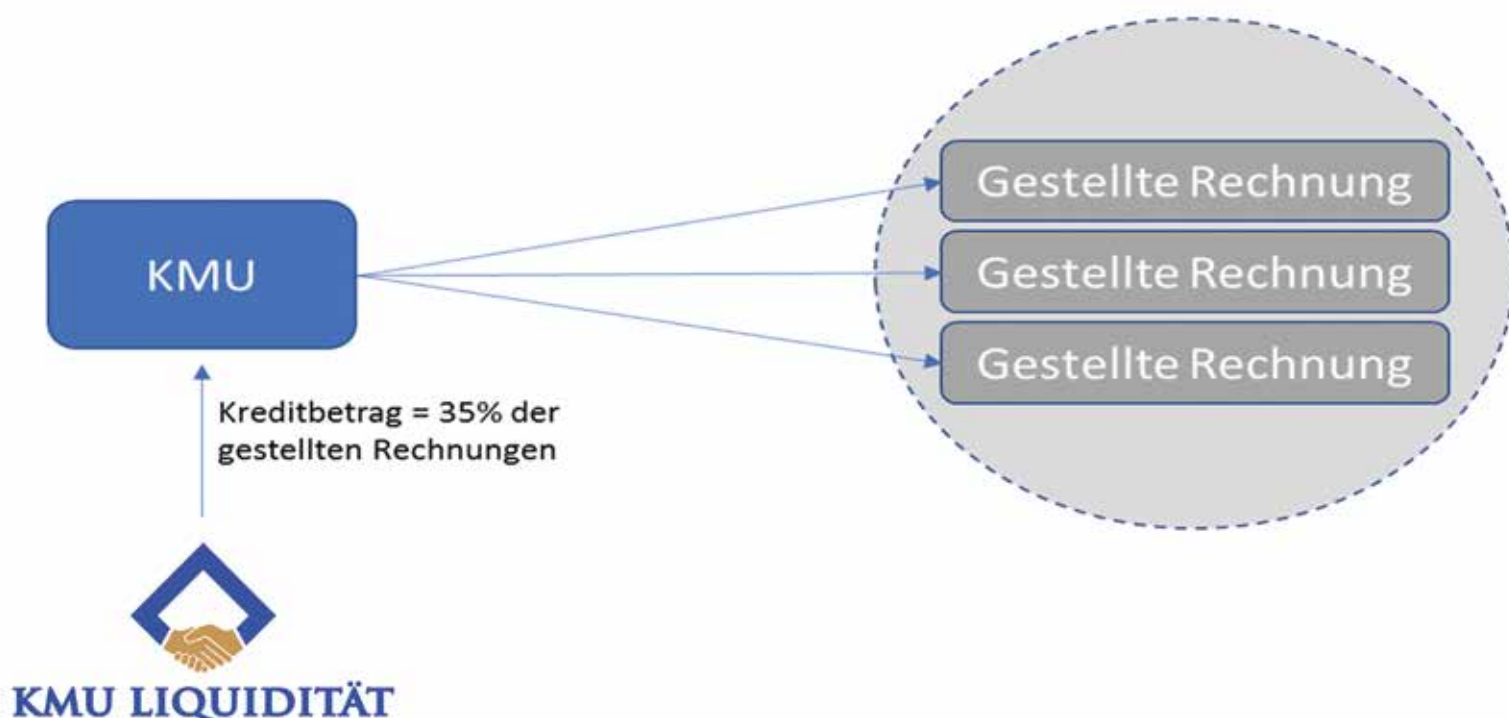 Gestellte Rechnung
KMU
Gestellte Rechnung
Gestellte Rechnung
Kreditbetrag = 35% der
gestellten Rechnungen
KMU LIQUIDITÄT